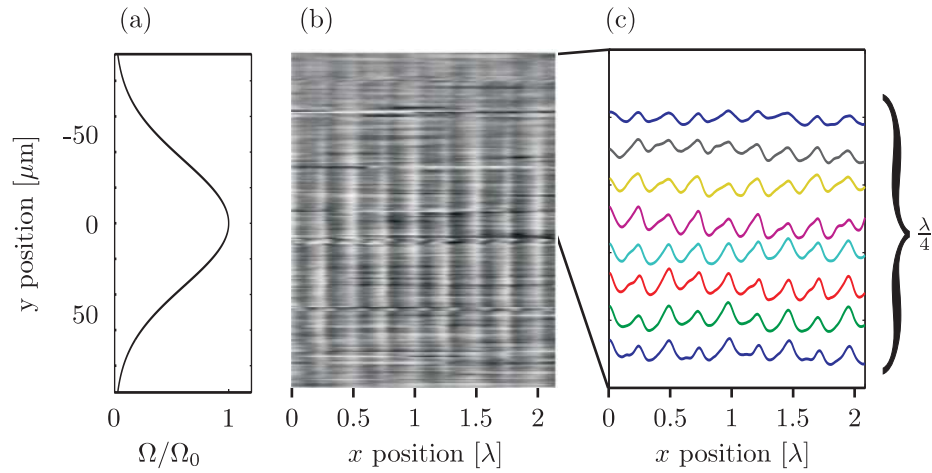 (a)
(b)
(c)
y position [μm]
-50
0
50
0
1
Ω/Ω₀
0
0.5
1
1.5
2
x position [λ]
0
0.5
1
1.5
2
x position [λ]
λ/4